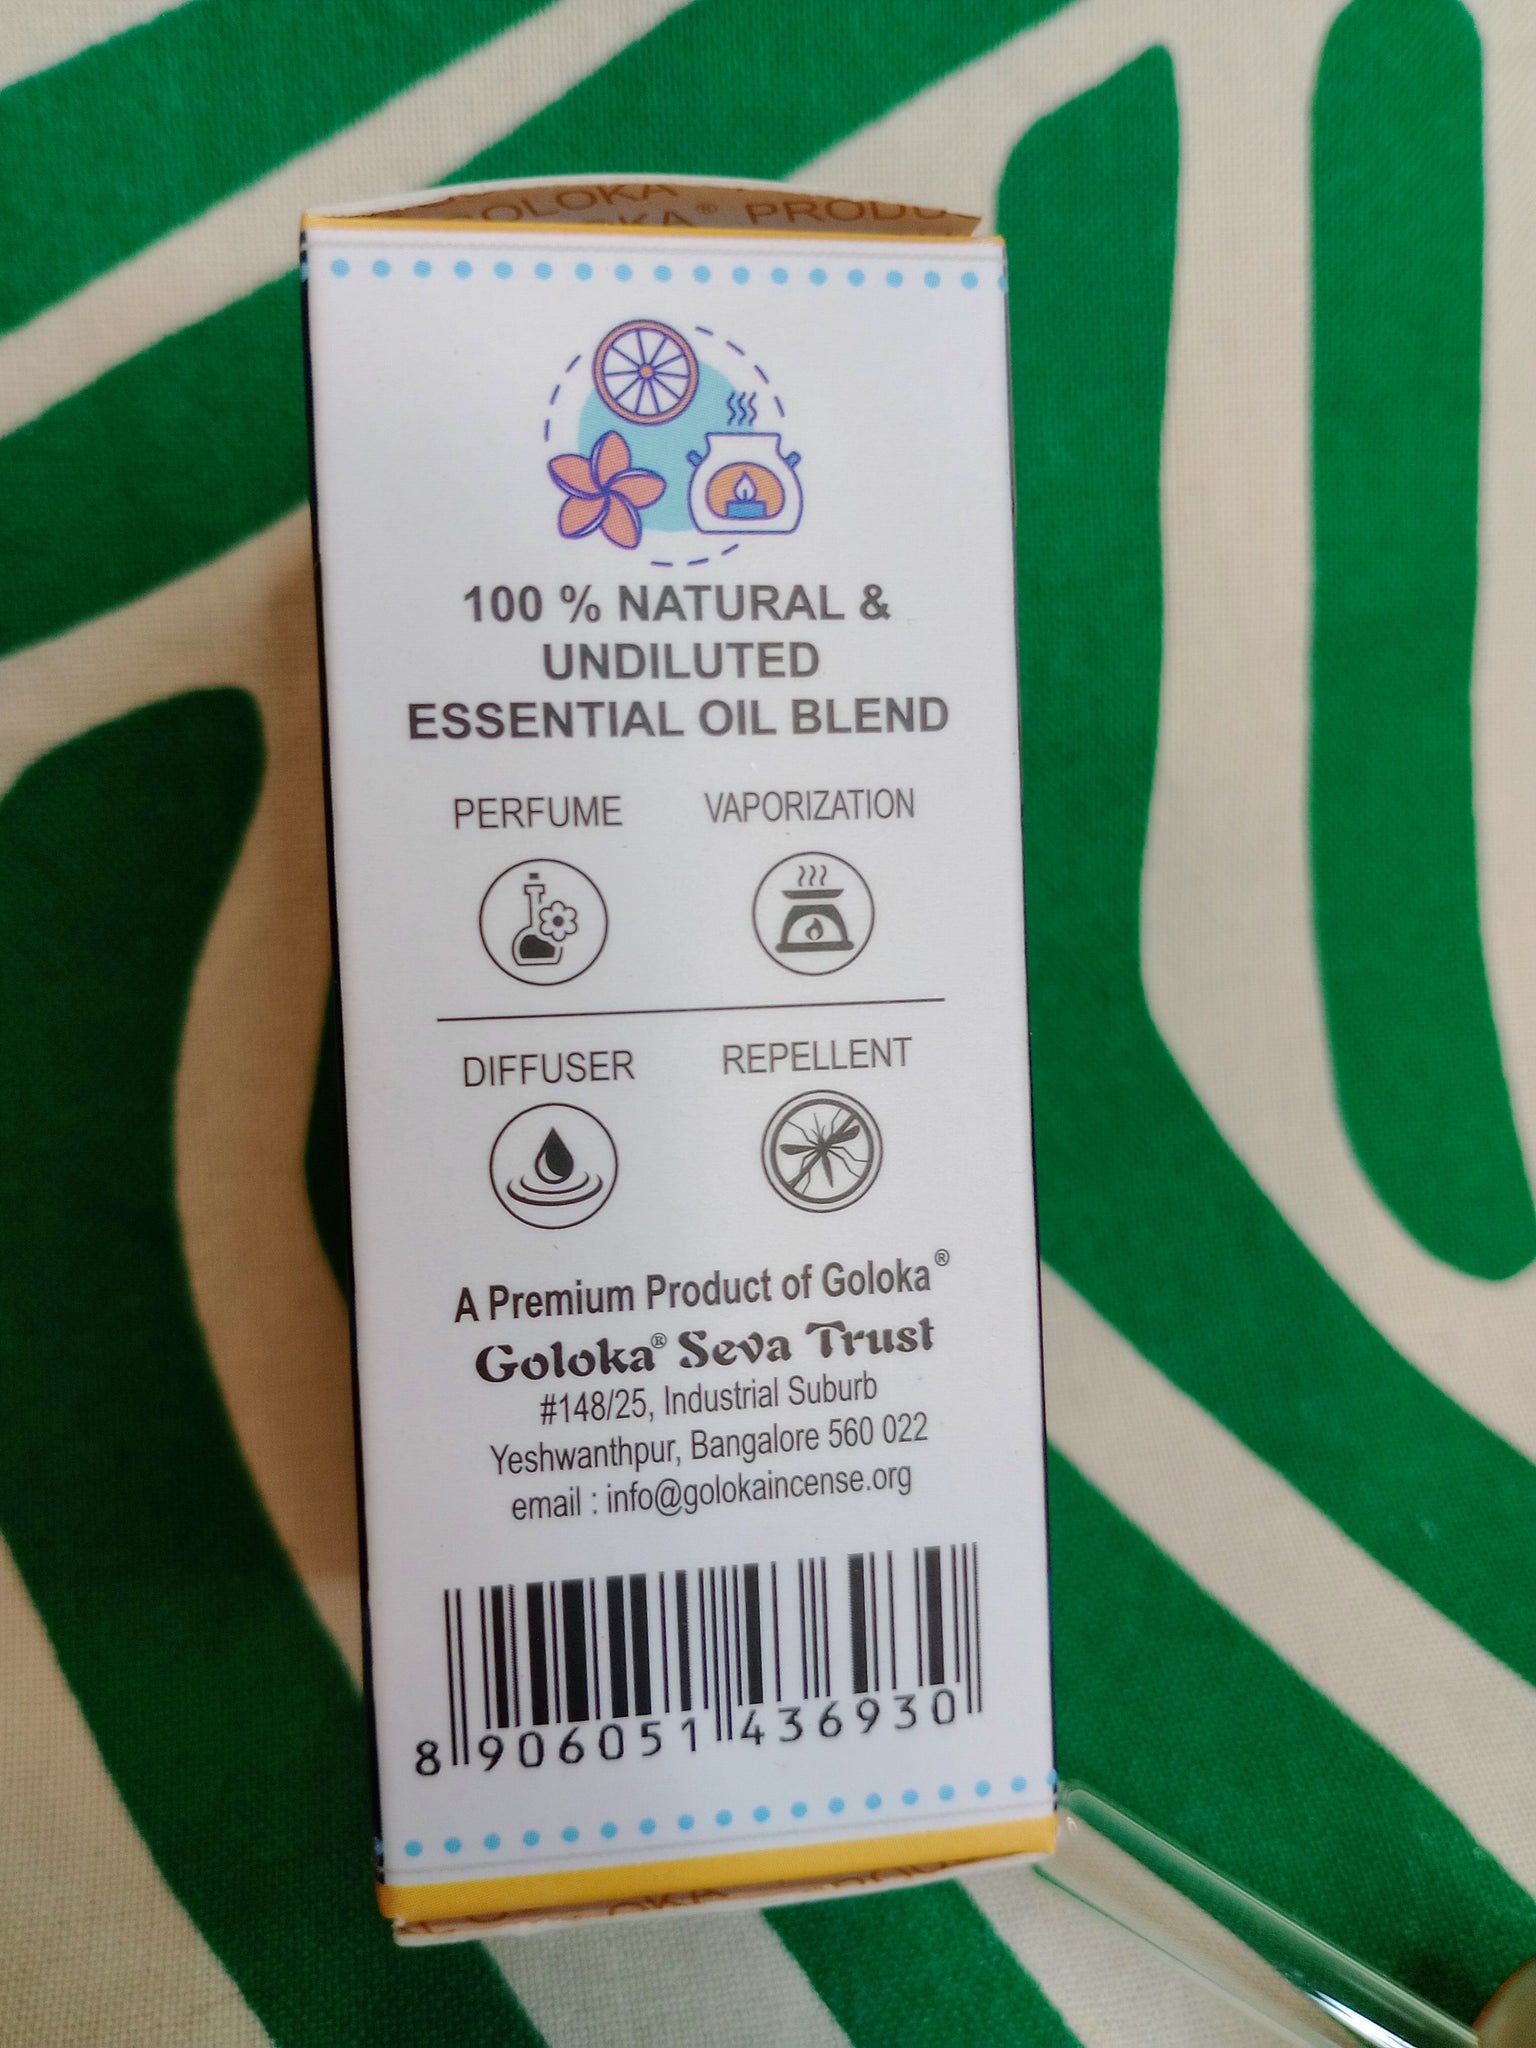 GOLOKA
® PRODU
100 % NATURAL &
UNDILUTED
ESSENTIAL OIL BLEND
PERFUME
VAPORIZATION
DIFFUSER
REPELLENT
A Premium Product of Goloka®
Goloka® Seva Trust
#148/25, Industrial Suburb
Yeshwanthpur, Bangalore 560 022
email : info@golokaincense.org
8 906051 436930